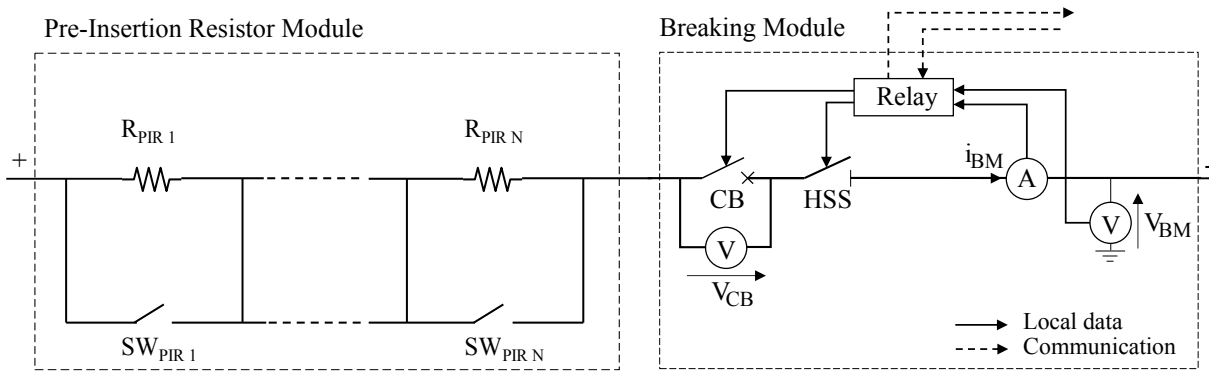 Pre-Insertion Resistor Module
Breaking Module
Relay
R_PIR 1
R_PIR N
+
CB
HSS
i_BM
A
-
V
V_CB
V
V_BM
SW_PIR 1
SW_PIR N
Local data
Communication